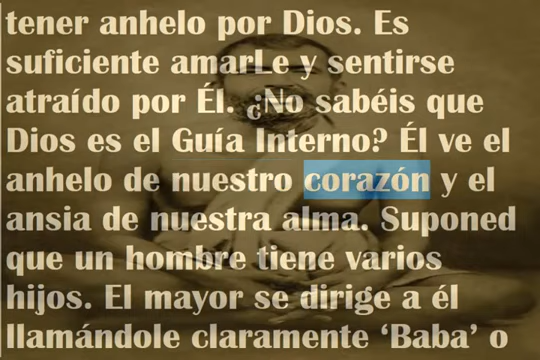 tener anhelo por Dios. Es
suficiente amarLe y sentirse
atraído por Él. ¿No sabéis que
Dios es el Guía Interno? Él ve el
anhelo de nuestro corazón y el
ansia de nuestra alma. Suponed
que un hombre tiene varios
hijos. El mayor se dirige a él
llamándole claramente ‘Baba’ o